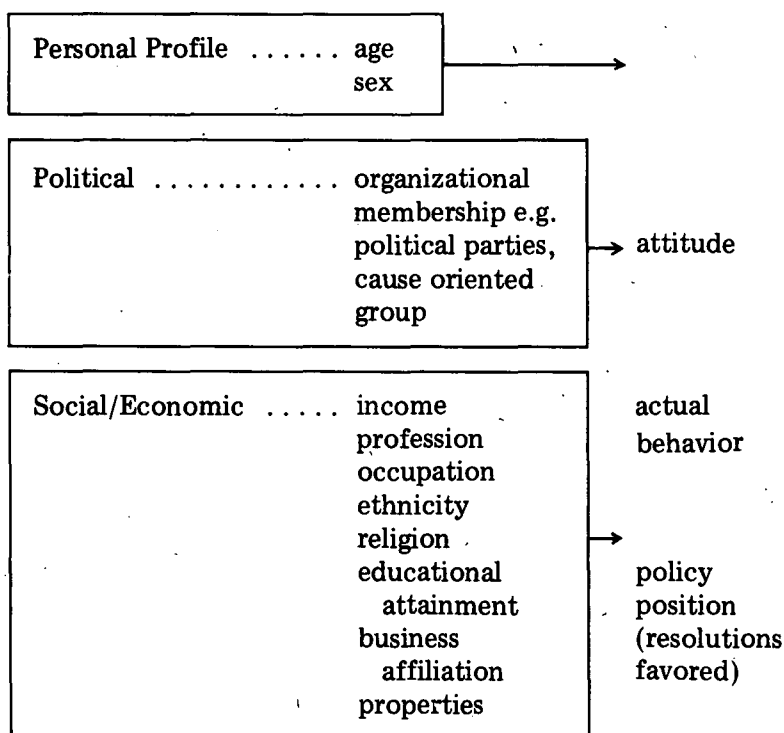 Personal Profile ...... age
sex
Political ............ organizational
membership e.g.
political parties,
cause oriented
group
attitude
Social/Economic ..... income
profession
occupation
ethnicity
religion
educational
attainment
business
affiliation
properties
actual
behavior
policy
position
(resolutions
favored)